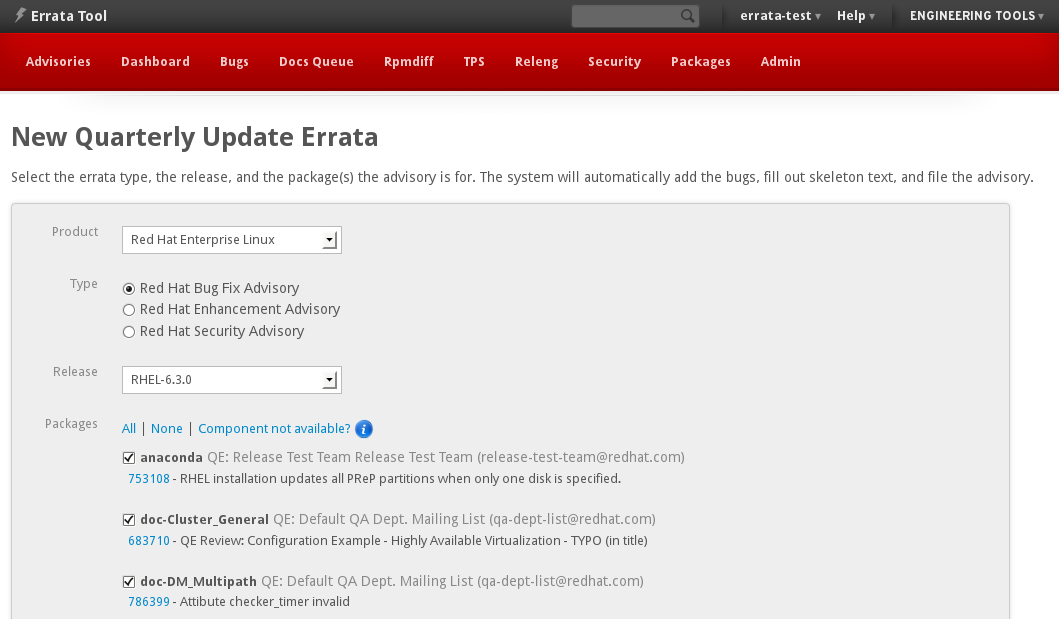 Errata Tool
errata-test ▾ Help ▾ ENGINEERING TOOLS ▾
Advisories Dashboard Bugs Docs Queue Rpmdiff TPS Releng Security Packages Admin
New Quarterly Update Errata
Select the errata type, the release, and the package(s) the advisory is for. The system will automatically add the bugs, fill out skeleton text, and file the advisory.
Product Red Hat Enterprise Linux
Type Red Hat Bug Fix Advisory
Red Hat Enhancement Advisory
Red Hat Security Advisory
Release RHEL-6.3.0
Packages All | None | Component not available? i
anaconda QE: Release Test Team Release Test Team (release-test-team@redhat.com)
753108 - RHEL installation updates all PReP partitions when only one disk is specified.
doc-Cluster_General QE: Default QA Dept. Mailing List (qa-dept-list@redhat.com)
683710 - QE Review: Configuration Example - Highly Available Virtualization - TYPO (in title)
doc-DM_Multipath QE: Default QA Dept. Mailing List (qa-dept-list@redhat.com)
786399 - Attibute checker_timer invalid